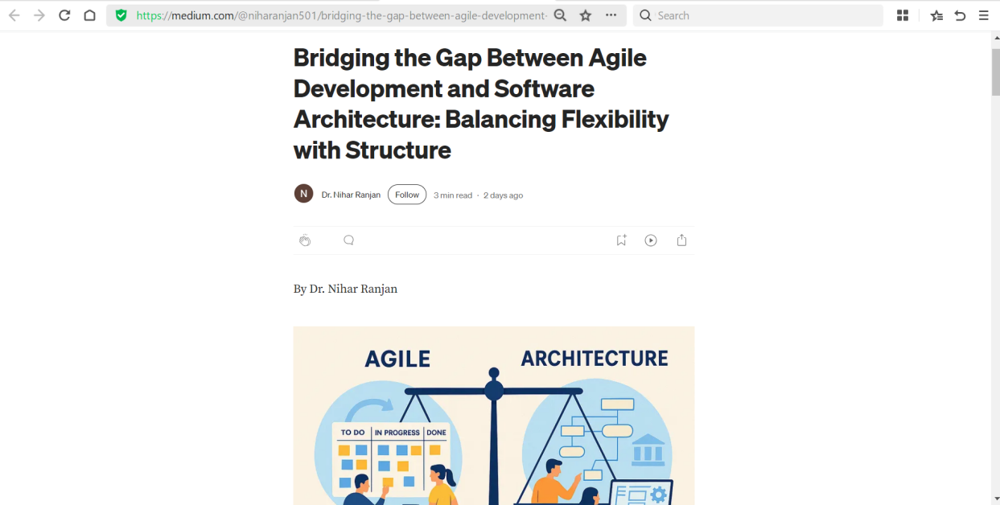 https://medium.com/@niharanjan501/bridging-the-gap-between-agile-development-
Search
Bridging the Gap Between Agile
Development and Software
Architecture: Balancing Flexibility
with Structure
N
Dr. Nihar Ranjan
Follow
3 min read · 2 days ago
By Dr. Nihar Ranjan
AGILE
ARCHITECTURE
TO DO
IN PROGRESS
DONE